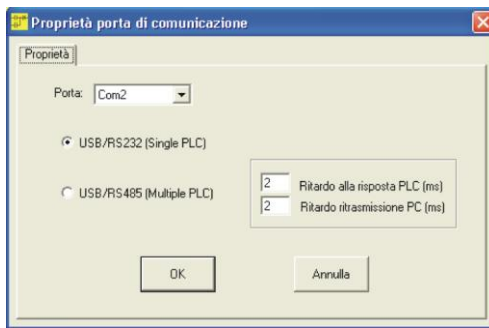 Proprietà porta di comunicazione
Proprietà
Porta: Com2
USB/RS232 (Single PLC)
USB/RS485 (Multiple PLC)
2 Ritardo alla risposta PLC (ms)
2 Ritardo ritrasmissione PC (ms)
OK Annulla